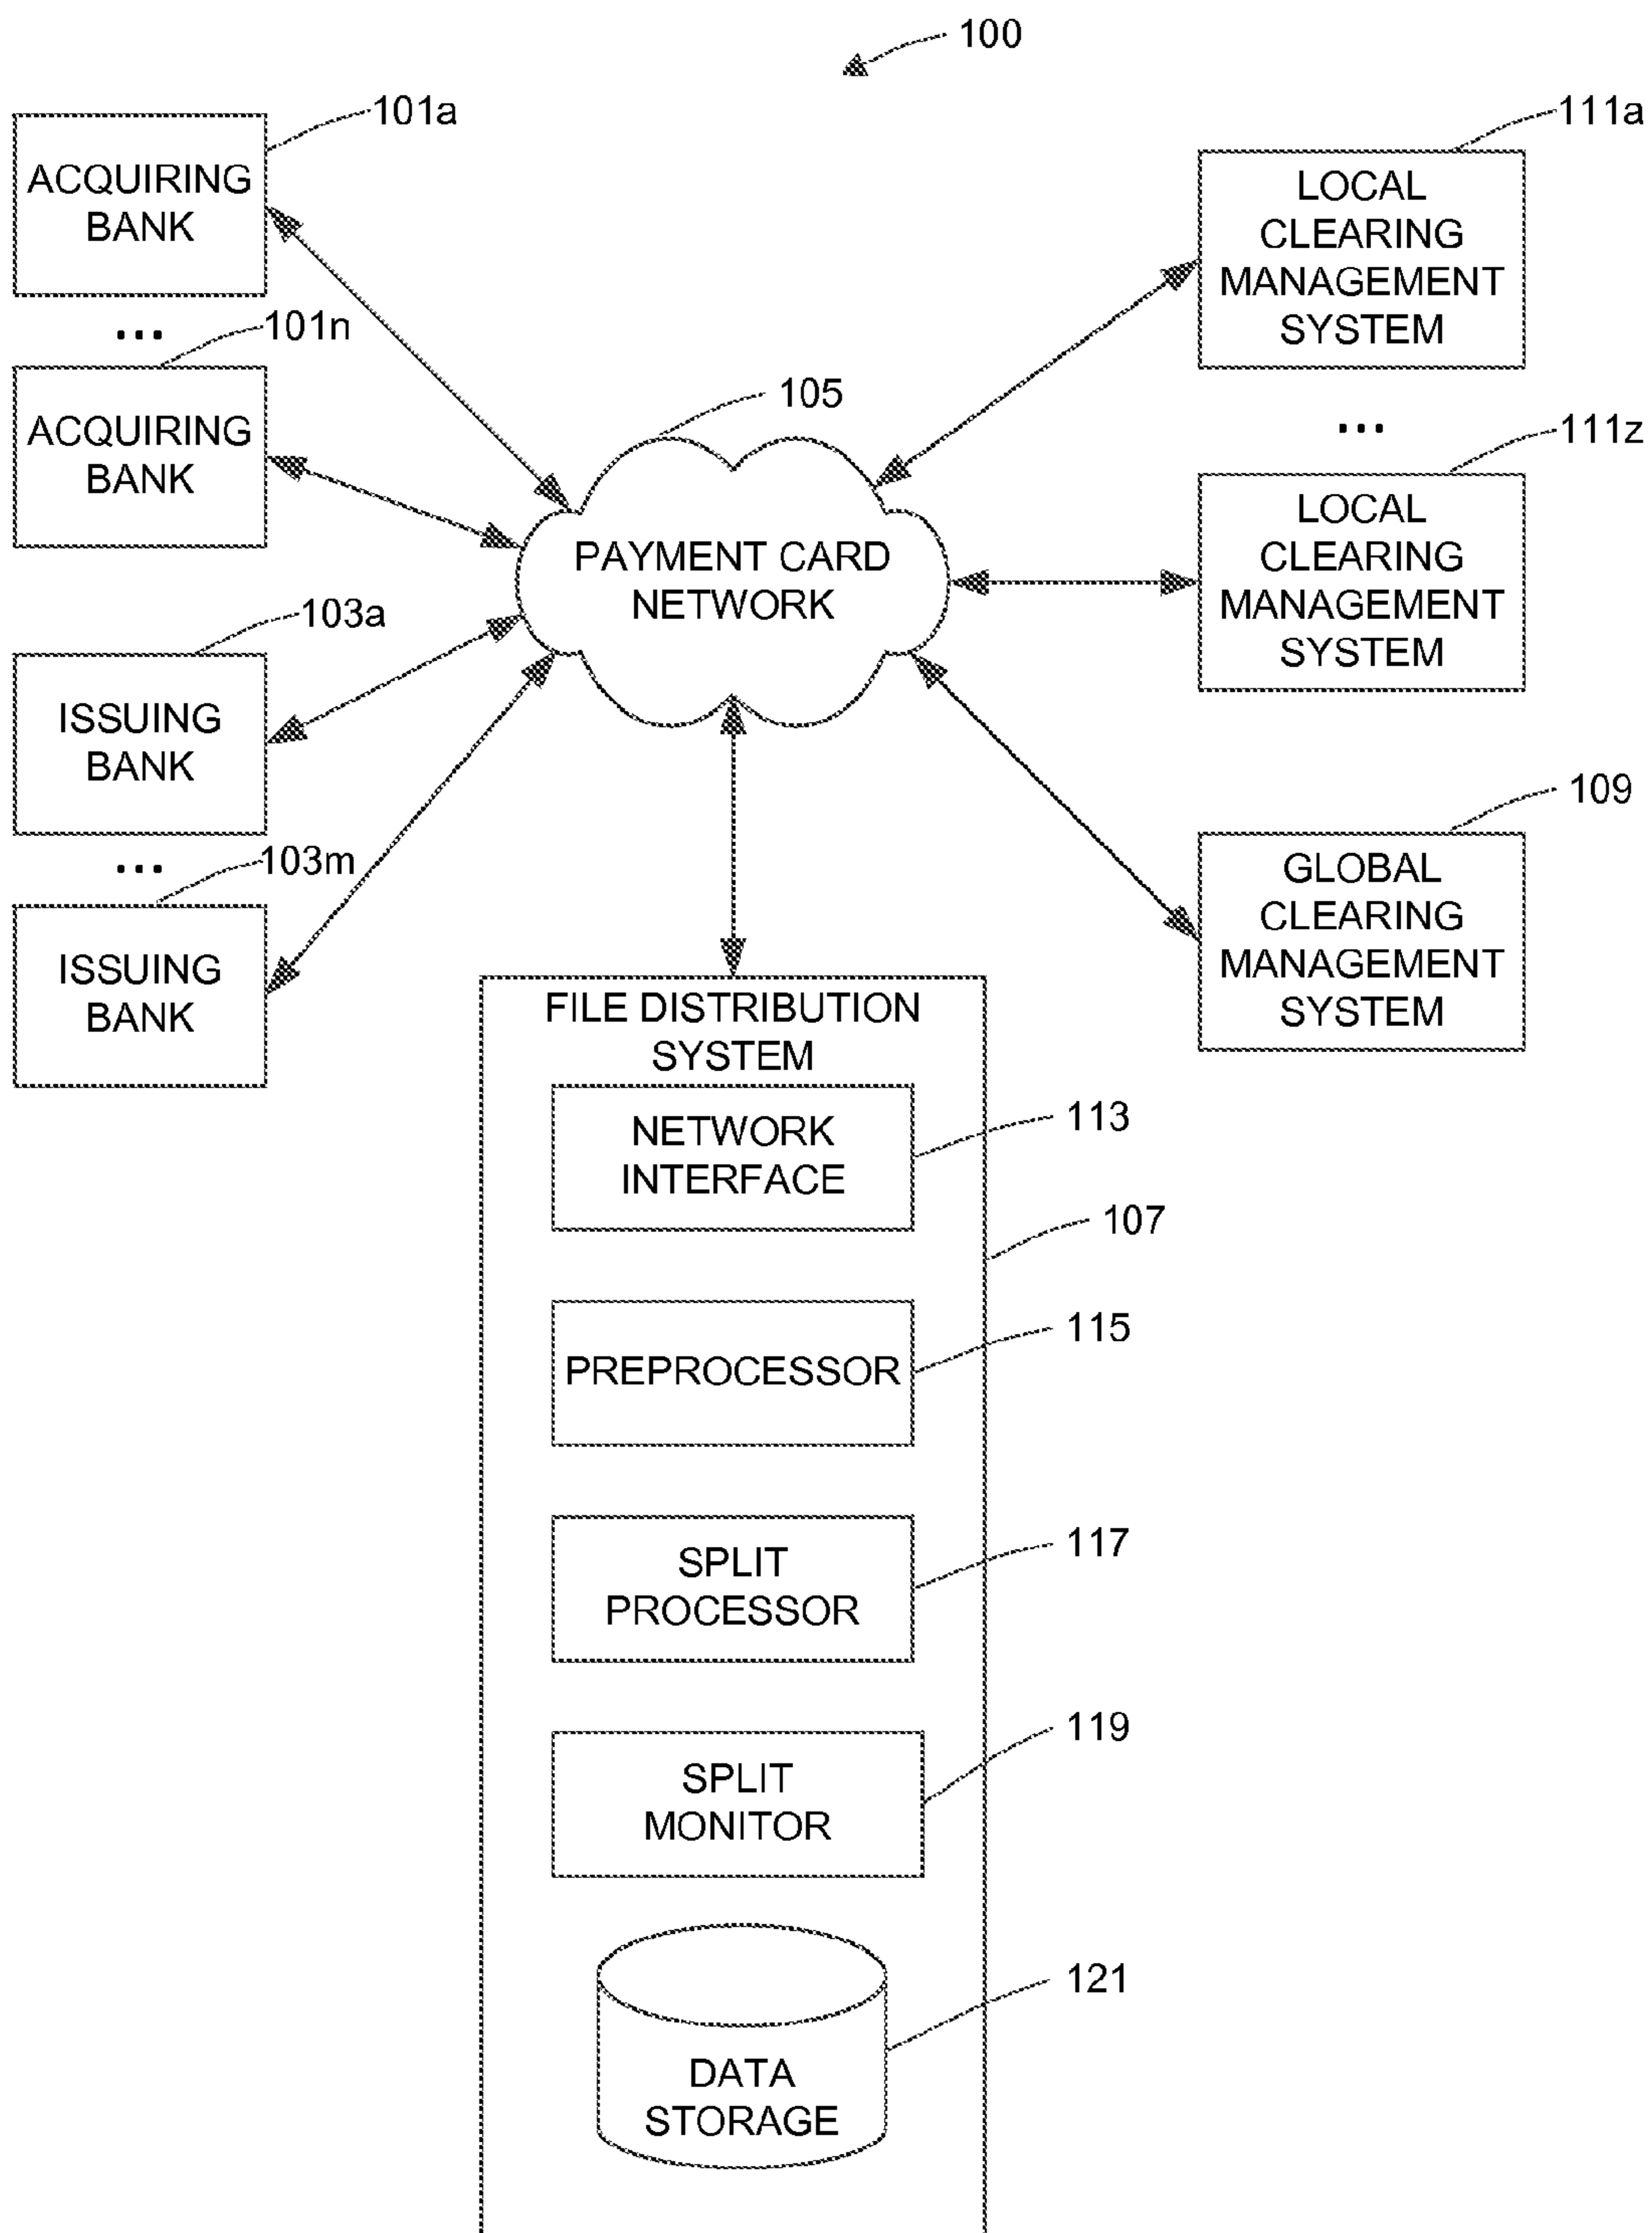 100
101a
ACQUIRING
BANK
...
101n
ACQUIRING
BANK
103a
ISSUING
BANK
...
103m
ISSUING
BANK
105
PAYMENT CARD
NETWORK
111a
LOCAL
CLEARING
MANAGEMENT
SYSTEM
...
111z
LOCAL
CLEARING
MANAGEMENT
SYSTEM
109
GLOBAL
CLEARING
MANAGEMENT
SYSTEM
FILE DISTRIBUTION
SYSTEM
NETWORK
INTERFACE
113
107
PREPROCESSOR
115
SPLIT
PROCESSOR
117
SPLIT
MONITOR
119
DATA
STORAGE
121